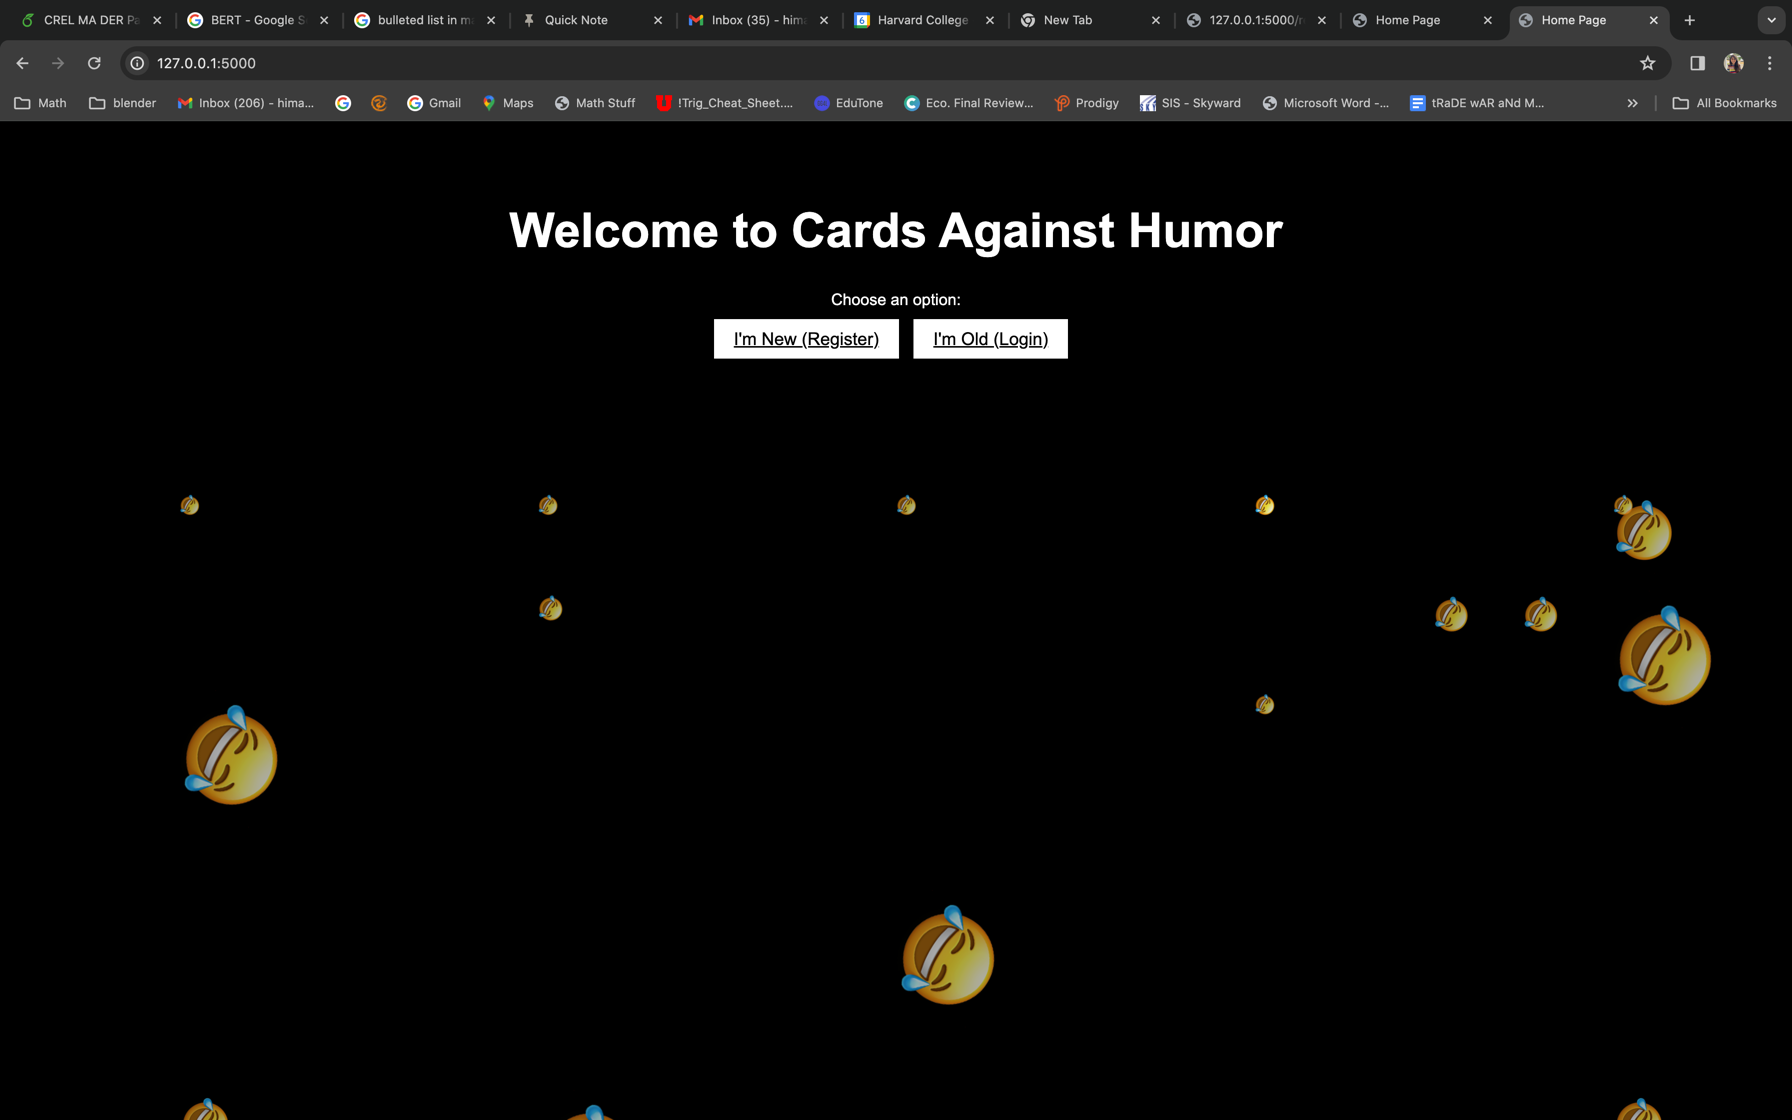 CREL MA DER Pa
BERT - Google S
bulleted list in m
Quick Note
Inbox (35) - hima
Harvard College
New Tab
127.0.0.1:5000/r
Home Page
Home Page
127.0.0.1:5000
Math
blender
Inbox (206) - hima...
Gmail
Maps
Math Stuff
!Trig_Cheat_Sheet....
EduTone
Eco. Final Review...
Prodigy
SIS - Skyward
Microsoft Word -...
tRaDE wAR aNd M...
All Bookmarks
Welcome to Cards Against Humor
Choose an option:
I'm New (Register)
I'm Old (Login)